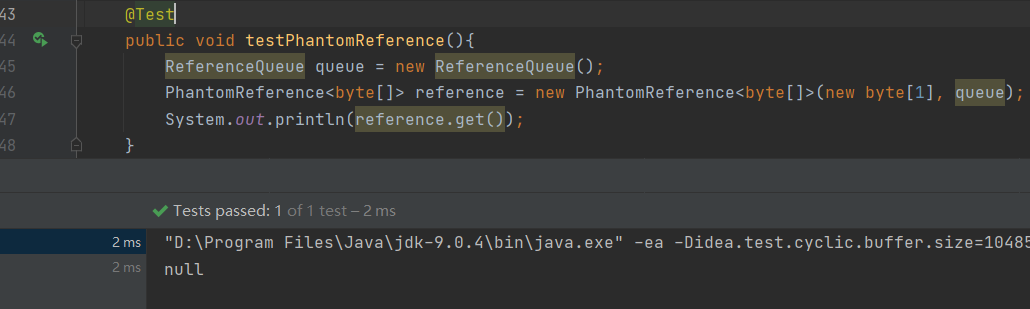 43 @Test
44 public void testPhantomReference(){
45 ReferenceQueue queue = new ReferenceQueue();
46 PhantomReference<byte[]> reference = new PhantomReference<byte[]>(new byte[1], queue);
47 System.out.println(reference.get());
48 }
Tests passed: 1 of 1 test – 2 ms
2 ms "D:\Program Files\Java\jdk-9.0.4\bin\java.exe" -ea -Didea.test.cyclic.buffer.size=10485
2 ms null